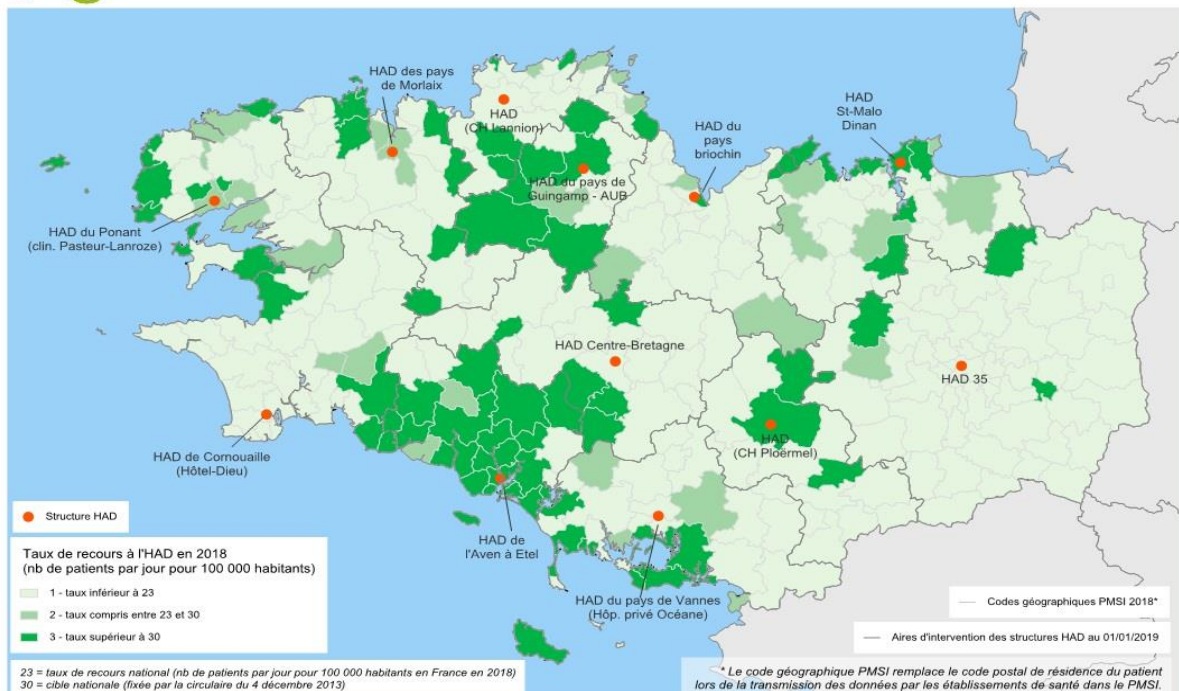 HAD des pays
de Morlaix
HAD
(CH Lannion)
HAD
St-Malo
Dinan
HAD du
pays
briochin
HAD du pays de
Guingamp - AUB
HAD du Ponant
(clin. Pasteur-Lanroze)
HAD Centre-Bretagne
HAD 35
HAD de Cornouaille
(Hôtel-Dieu)
HAD
(CH Ploërmel)
HAD de
l'Aven à Etel
HAD du pays de Vannes
(Hôp. privé Océane)
Structure HAD
Taux de recours à l'HAD en 2018
(nb de patients par jour pour 100 000 habitants)
1 - taux inférieur à 23
2 - taux compris entre 23 et 30
3 - taux supérieur à 30
23 = taux de recours national (nb de patients par jour pour 100 000 habitants en France en 2018)
30 = cible nationale (fixée par la circulaire du 4 décembre 2013)
Codes géographiques PMSI 2018*
Aires d'intervention des structures HAD au 01/01/2019
* Le code géographique PMSI remplace le code postal de résidence du patient
lors de la transmission des données par les établissements de santé dans le PMSI.